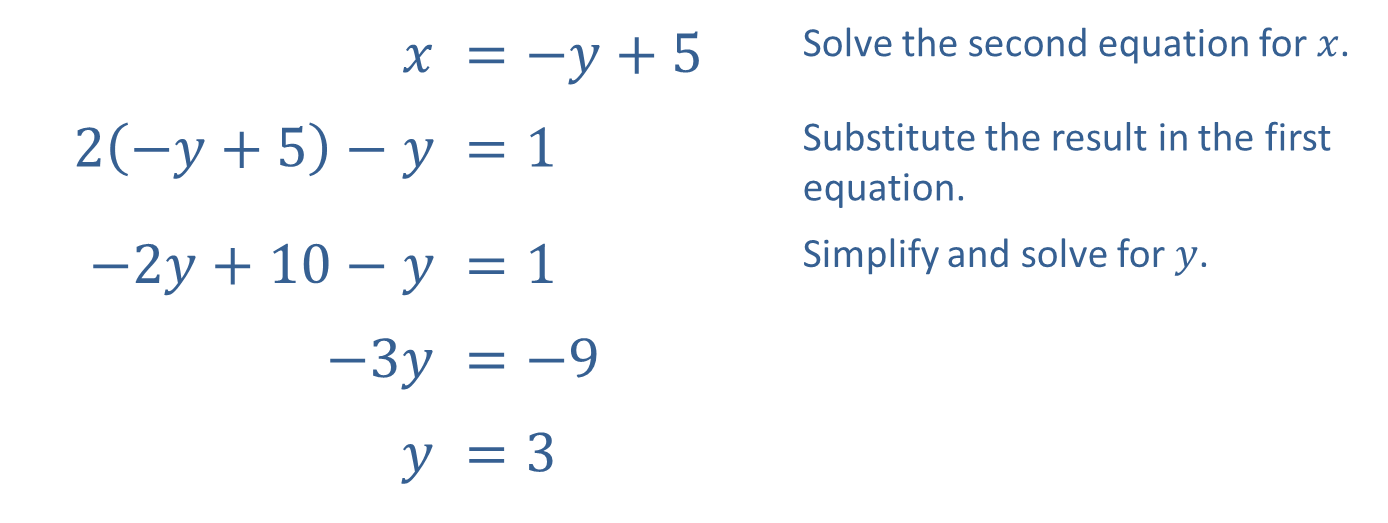 x = −y + 5 Solve the second equation for x.
2(−y + 5) − y = 1 Substitute the result in the first
equation.
−2y + 10 − y = 1 Simplify and solve for y.
−3y = −9
y = 3